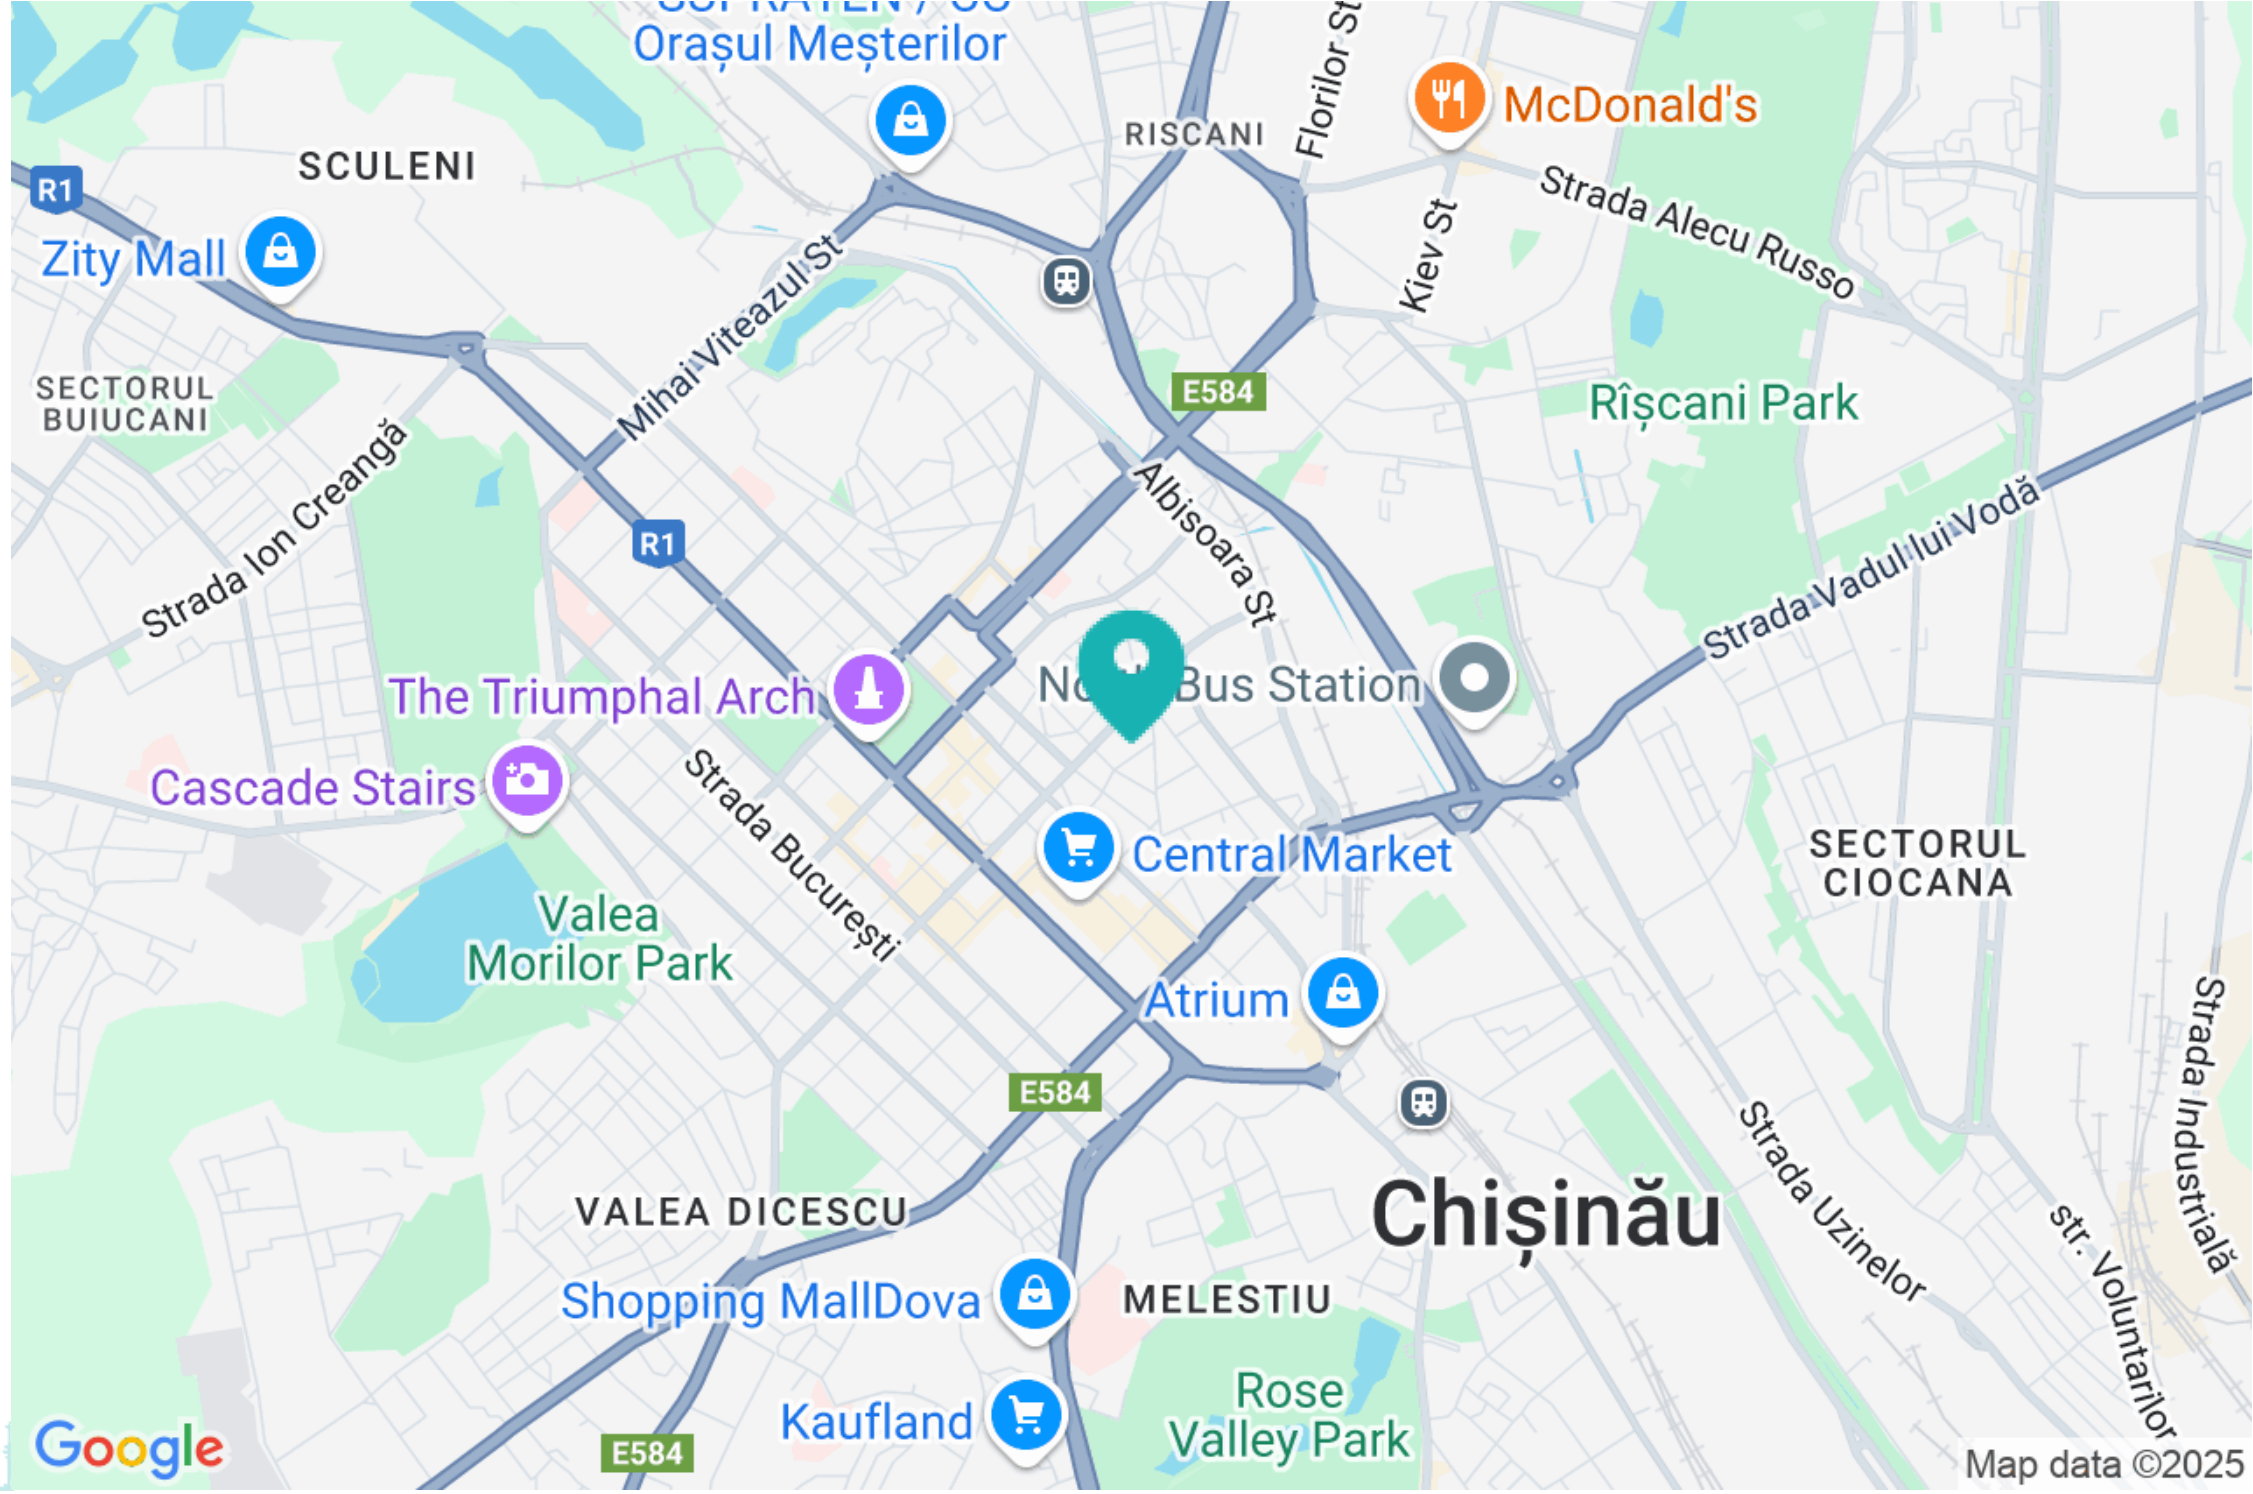 Orașul Meșterilor
Florilor St
McDonald's
RISCANI
SCULENI
R1
Zity Mall
Strada Alecu Russo
Kiev St
Mihai Viteazul St
SECTORUL
BUIUCANI
E584
Rîșcani Park
Strada Ion Creangă
Albisoara St
R1
Strada Vadul lui Vodă
The Triumphal Arch
Bus Station
Cascade Stairs
Strada București
Central Market
SECTORUL
CIOCANA
Valea
Morilor Park
Atrium
E584
Strada Industrială
Strada Uzinelor
VALEA DICESCU
Chișinău
str. Voluntarilor
Shopping MallDova
MELESTIU
Rose
Valley Park
Kaufland
Google
E584
Map data ©2025